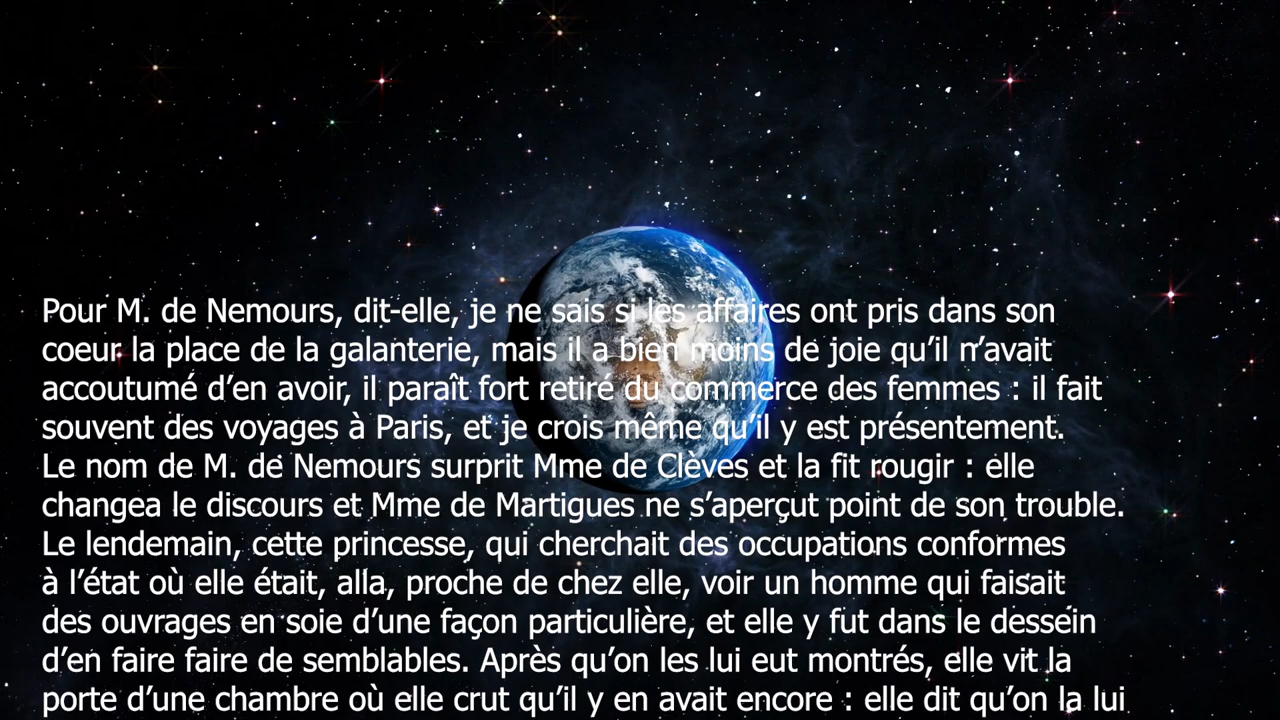 Pour M. de Nemours, dit-elle, je ne sais si les affaires ont pris dans son
coeur la place de la galanterie, mais il a bien moins de joie qu’il n’avait
accoutumé d’en avoir, il paraît fort retiré du commerce des femmes : il fait
souvent des voyages à Paris, et je crois même qu’il y est présentement.
Le nom de M. de Nemours surprit Mme de Clèves et la fit rougir : elle
changea le discours et Mme de Martigues ne s’aperçut point de son trouble.
Le lendemain, cette princesse, qui cherchait des occupations conformes
à l’état où elle était, alla, proche de chez elle, voir un homme qui faisait
des ouvrages en soie d’une façon particulière, et elle y fut dans le dessein
d’en faire faire de semblables. Après qu’on les lui eut montrés, elle vit la
porte d’une chambre où elle crut qu’il y en avait encore : elle dit qu’on la lui